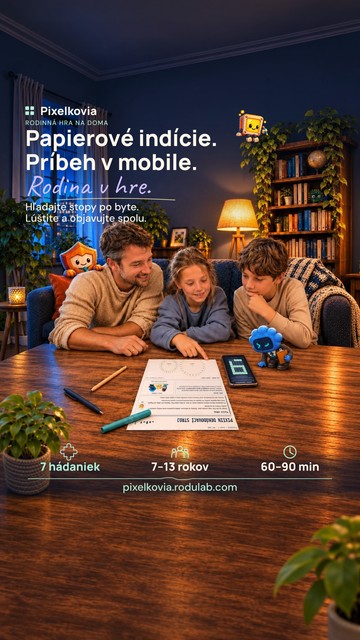 Pixelkovia
RODINNÁ HRA NA DOMA
Papierové indície.
Príbeh v mobile.
Rodina v hre.
Hľadajte stopy po byte.
Lúštite a objavujte spolu.
7 hádaniek
7–13 rokov
60–90 min
pixelkovia.rodulab.com